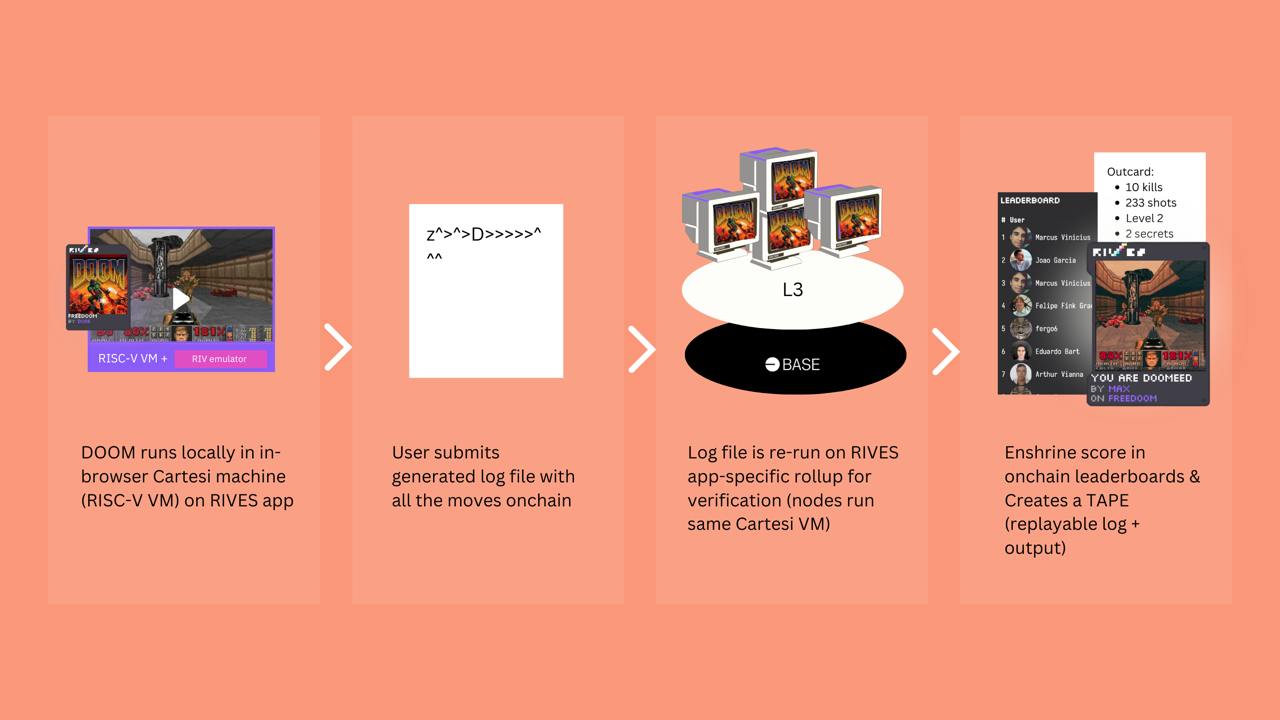 RIVES
DOOM
FREEDOOM
BY DOOM
RISC-V VM +
RIV emulator
DOOM runs locally in in-
browser Cartesi machine
(RISC-V VM) on RIVES app
z^>^>D>>>>>^
^^
User submits
generated log file with
all the moves onchain
DOOM
DOOM
DOOM
DOOM
L3
BASE
Log file is re-run on RIVES
app-specific rollup for
verification (nodes run
same Cartesi VM)
Outcard:
• 10 kills
• 233 shots
• Level 2
• 2 secrets
LEADERBOARD
# User
1 Marcus Vinicius
2 Joao Garcia
3 Marcus Vinicius
4 Felipe Fink Gra
5 fergo6
6 Eduardo Bart
7 Arthur Vianna
RIVES
YOU ARE DOOMEED
BY MAX
ON FREEDOOM
Enshrine score in
onchain leaderboards &
Creates a TAPE
(replayable log +
output)